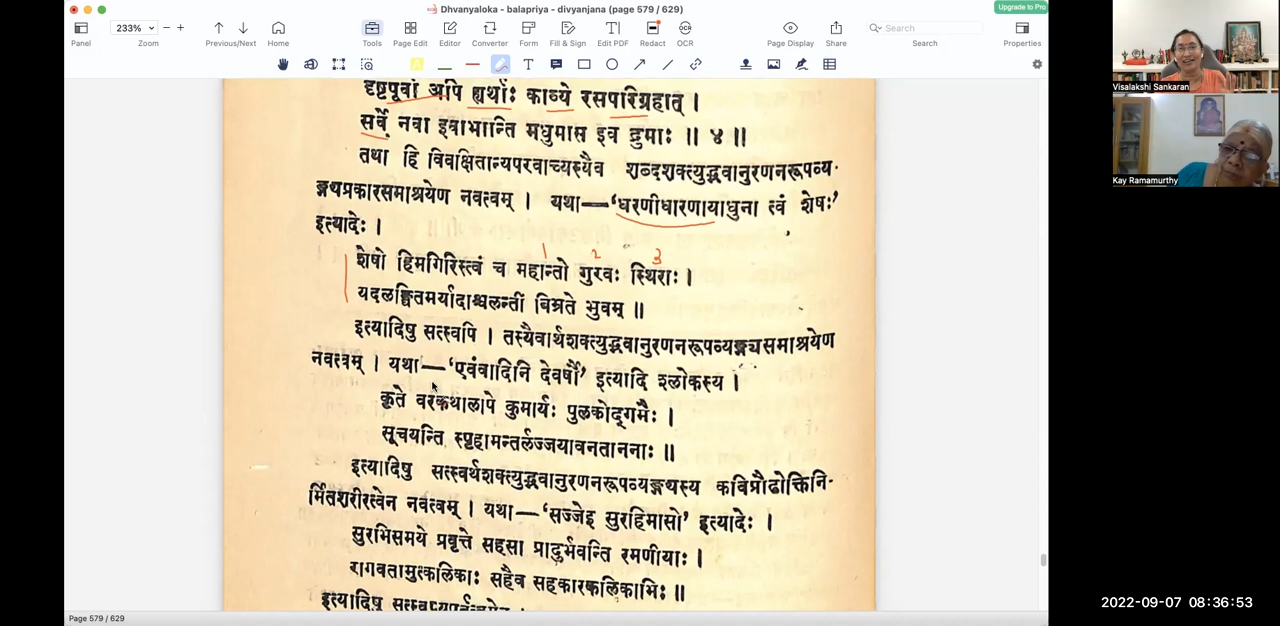 Dhvanyaloka - balapriya - divyanjana (page 579 / 629)
Upgrade to Pro
233%
Panel Zoom Previous/Next Home Tools Page Edit Editor Converter Form Fill & Sign Edit PDF Redact OCR Page Display Share Search Properties
Search
दृष्टपूर्वा अपि ह्यर्थाः काव्ये रसपरिग्रहात् ।
सर्वे नवा इवाभान्ति मधुमास इव द्रुमाः ॥ ४ ॥
तथा हि विवक्षितान्यपरवाच्यस्यैव शब्दशक्त्युद्भवानुरणनरूपव्य-
ङ्गयप्रकारसमाश्रयेण नवत्वम् । यथा—‘धरणीधारणायाधुना त्वं शेषः’
इत्यादेः ।
1 2 3
शेषो हिमगिरिस्त्वं च महान्तो गुरवः स्थिराः ।
यदलङ्घितमर्यादाश्चलन्तीं बिभ्रते भुवम् ॥
इत्यादिषु सत्स्वपि । तस्यैवार्थशक्त्युद्भवानुरणनरूपव्यङ्गयसमाश्रयेण
नवत्वम् । यथा—‘एवंवादिनि देवर्षौ’ इत्यादि श्लोकस्य ।
कृते वरकथालापे कुमार्यः पुलकोद्गमैः ।
सूचयन्ति स्पृहामन्तर्लज्जयावनताननाः ॥
इत्यादिषु सत्स्वर्थशक्त्युद्भवानुरणनरूपव्यङ्गयस्य कविप्रौढोक्तिनि-
र्मितशरीरत्वेन नवत्वम् । यथा—‘सज्जेइ सुरहिमासो’ इत्यादेः ।
सुरभिसमये प्रवृत्ते सहसा प्रादुर्भवन्ति रमणीयाः ।
रागवतामुत्कलिकाः सहैव सहकारकलिकाभिः ॥
Page 579 / 629
Visalakshi Sankaran
Kay Ramamurthy
2022-09-07 08:36:53